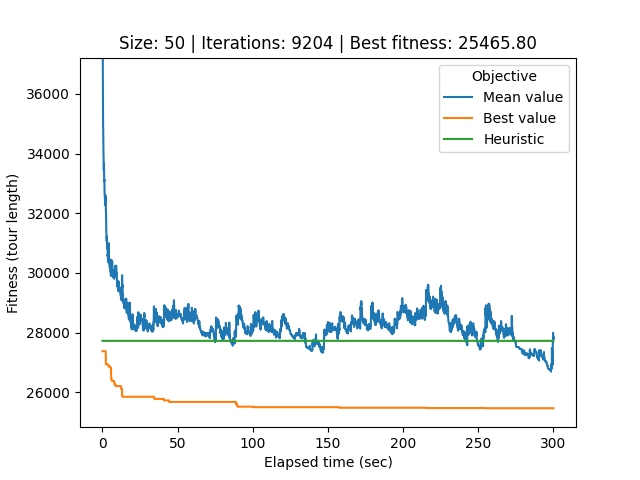 Size: 50 | Iterations: 9204 | Best fitness: 25465.80
Objective
Mean value
Best value
Heuristic
Fitness (tour length)
36000
34000
32000
30000
28000
26000
0 50 100 150 200 250 300
Elapsed time (sec)